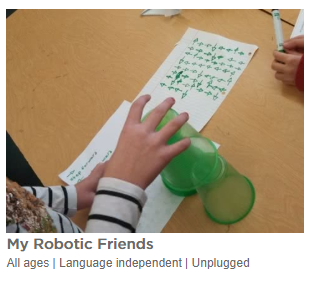 My Robotic Friends
All ages | Language independent | Unplugged